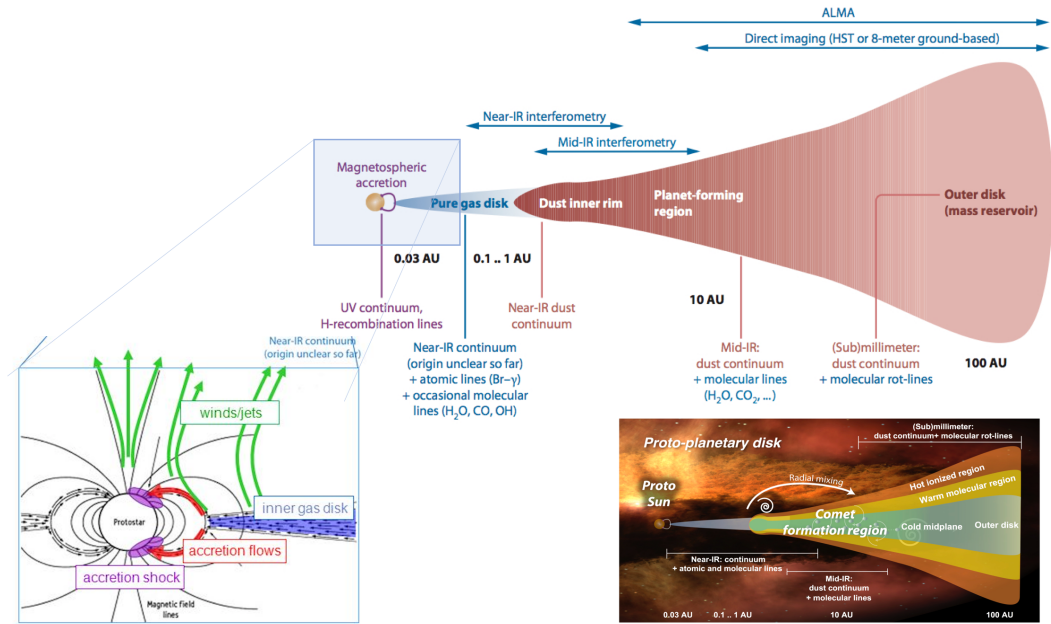 ALMA
Direct imaging (HST or 8-meter ground-based)
Near-IR interferometry
Mid-IR interferometry
Magnetospheric
accretion
Pure gas disk
Dust inner rim
Planet-forming
region
Outer disk
(mass reservoir)
0.03 AU
0.1 .. 1 AU
10 AU
100 AU
UV continuum,
H-recombination lines
Near-IR dust
continuum
Near-IR continuum
(origin unclear so far)
+ atomic lines (Br–γ)
+ occasional molecular
lines (H₂O, CO, OH)
Mid-IR:
dust continuum
+ molecular lines
(H₂O, CO₂, ...)
(Sub)millimeter:
dust continuum
+ molecular rot-lines
Near-IR continuum
(origin unclear so far)
winds/jets
inner gas disk
Protostar
accretion flows
accretion shock
Magnetic field
lines
(Sub)millimeter:
dust continuum+ molecular rot-lines
Proto-planetary disk
Proto
Sun
Radial mixing
Hot ionized region
Warm molecular region
Comet
formation region
Cold midplane
Outer disk
Near-IR: continuum
+ atomic and molecular lines
Mid-IR:
dust continuum
+ molecular lines
0.03 AU
0.1 .. 1 AU
10 AU
100 AU